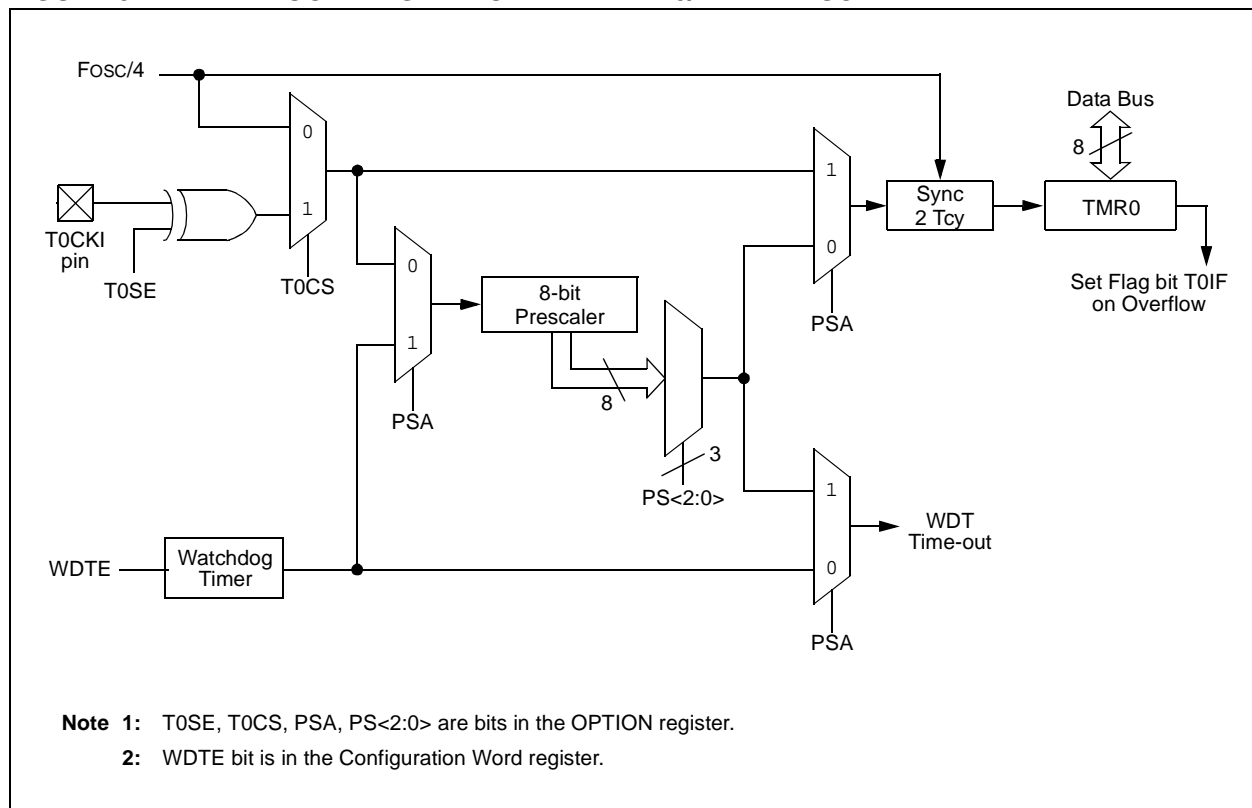 Fosc/4
Data Bus
8
0
1
T0CKI
pin
T0SE
T0CS
0
1
PSA
8-bit
Prescaler
8
3
PS<2:0>
1
0
PSA
Sync
2 Tcy
TMR0
Set Flag bit T0IF
on Overflow
WDTE
Watchdog
Timer
1
0
PSA
WDT
Time-out
Note 1: T0SE, T0CS, PSA, PS<2:0> are bits in the OPTION register.
2: WDTE bit is in the Configuration Word register.